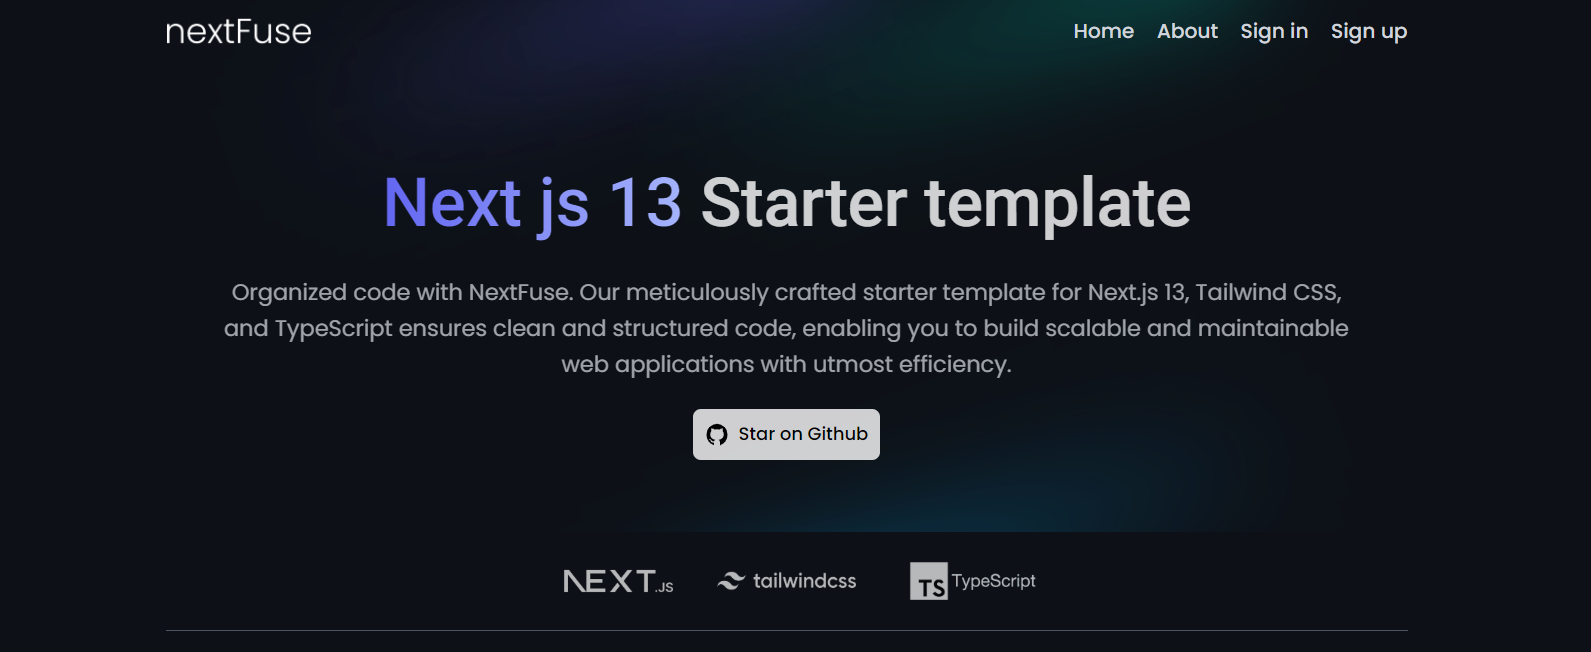 nextFuse
Home About Sign in Sign up
Next js 13 Starter template
Organized code with NextFuse. Our meticulously crafted starter template for Next.js 13, Tailwind CSS,
and TypeScript ensures clean and structured code, enabling you to build scalable and maintainable
web applications with utmost efficiency.
Star on Github
NEXT.JS tailwindcss TS TypeScript